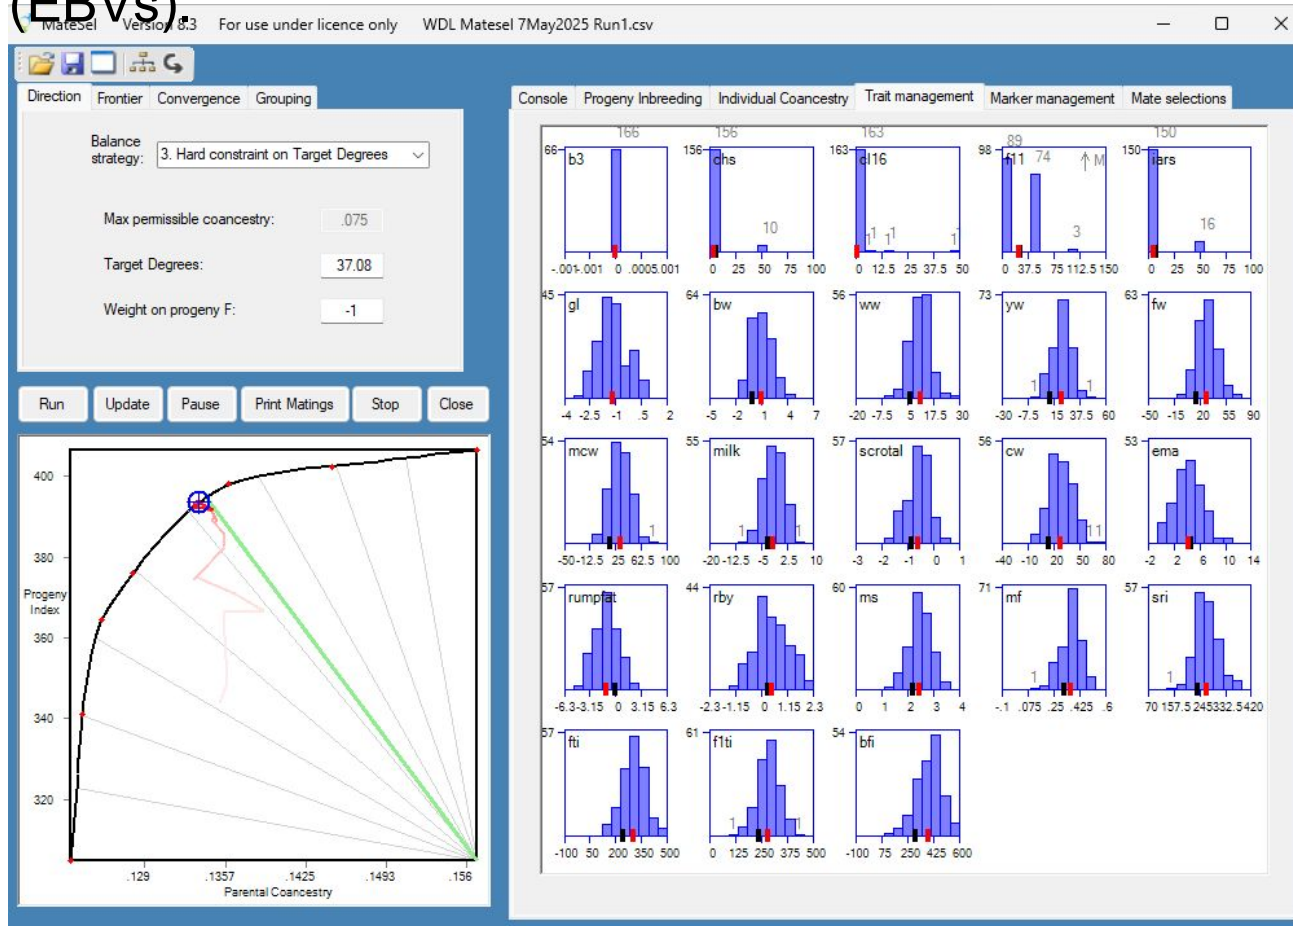 (EBVs).
MateSel Version 8.3 For use under licence only WDL Matesel 7May2025 Run1.csv
Direction Frontier Convergence Grouping
Balance strategy: 3. Hard constraint on Target Degrees
Max permissible coancestry: .075
Target Degrees: 37.08
Weight on progeny F: -1
Run Update Pause Print Matings Stop Close
400
380
Progeny Index
360
340
320
.129 .1357 .1425 .1493 .156
Parental Coancestry
Console Progeny Inbreeding Individual Coancestry Trait management Marker management Mate selections
166 156 163 89 150
66 b3 156 chs 163 cl16 98 f11 74 M 150 iars
10 1 1 1 1 1 3 16
-.001-.001 0 .0005.001 0 25 50 75 100 0 12.5 25 37.5 50 0 37.5 75 112.5 150 0 25 50 75 100
45 gl 64 bw 56 ww 73 yw 63 fw
1 1
-4 -2.5 -1 .5 2 -5 -2 1 4 7 -20 -7.5 5 17.5 30 -30 -7.5 15 37.5 60 -50 -15 20 55 90
54 mcw 55 milk 57 scrotal 56 cw 53 ema
1 1 1 11
-50-12.5 25 62.5 100 -20 -12.5 -5 2.5 10 -3 -2 -1 0 1 -40 -10 20 50 80 -2 2 6 10 14
57 rumpfat 44 rby 60 ms 71 mf 57 sri
1 1
-6.3-3.15 0 3.15 6.3 -2.3-1.15 0 1.15 2.3 0 1 2 3 4 -.1 .075 .25 .425 .6 70 157.5 245332.5420
57 fti 61 f1ti 54 bfi
1 1
-100 50 200 350 500 0 125 250 375 500 -100 75 250 425 600